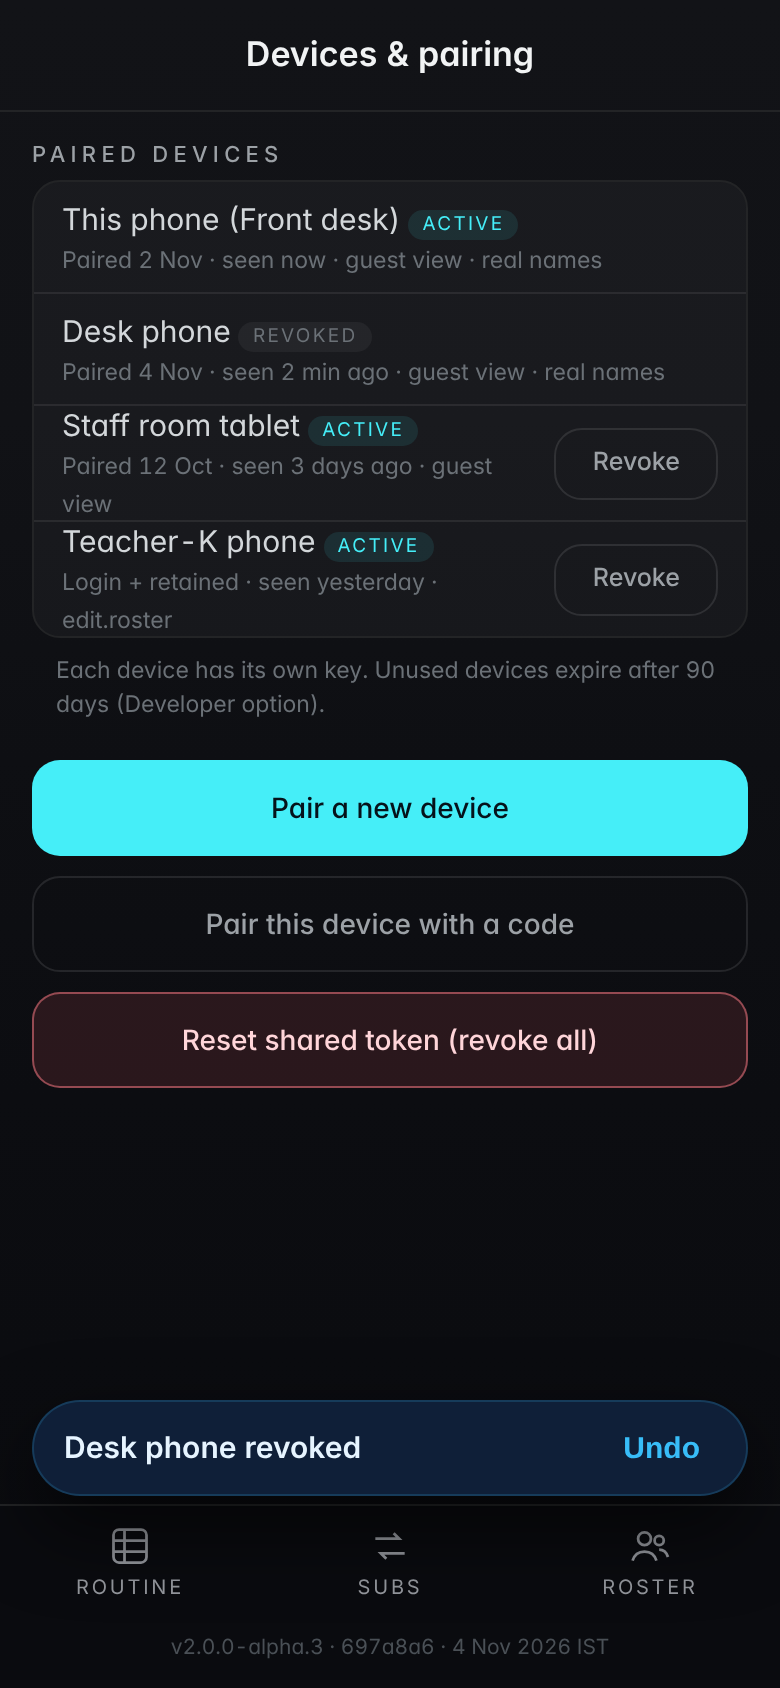 Devices & pairing
PAIRED DEVICES
This phone (Front desk) ACTIVE
Paired 2 Nov · seen now · guest view · real names
Desk phone REVOKED
Paired 4 Nov · seen 2 min ago · guest view · real names
Staff room tablet ACTIVE
Paired 12 Oct · seen 3 days ago · guest
view
Revoke
Teacher-K phone ACTIVE
Login + retained · seen yesterday ·
edit.roster
Revoke
Each device has its own key. Unused devices expire after 90
days (Developer option).
Pair a new device
Pair this device with a code
Reset shared token (revoke all)
Desk phone revoked Undo
ROUTINE SUBS ROSTER
v2.0.0-alpha.3 · 697a8a6 · 4 Nov 2026 IST